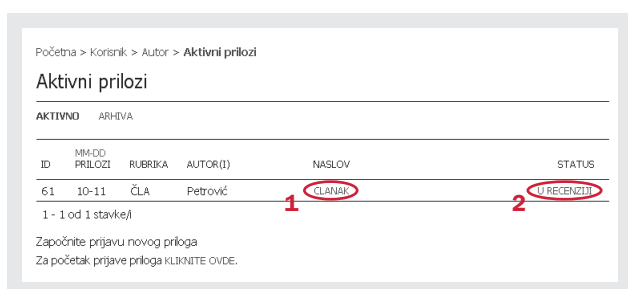 Početna > Korisnik > Autor > Aktivni prilozi
Aktivni prilozi
AKTIVNO ARHIVA
MM-DD
ID PRILOZI RUBRIKA AUTOR(I) NASLOV STATUS
61 10-11 ČLA Petrović CLANAK U RECENZIJI
1 2
1 - 1 od 1 stavke/i
Započnite prijavu novog priloga
Za početak prijave priloga KLIKNITE OVDE.